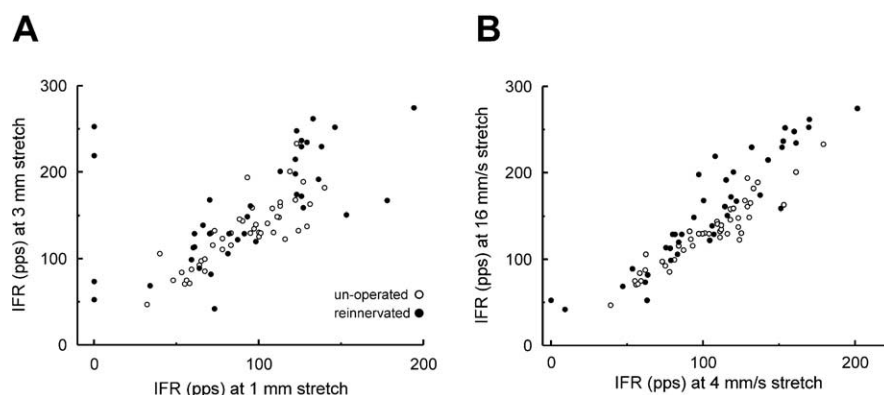 A
B
IFR (pps) at 3 mm stretch
300
200
100
0
un-operated
reinnervated
0
100
200
IFR (pps) at 1 mm stretch
IFR (pps) at 16 mm/s stretch
300
200
100
0
0
100
200
IFR (pps) at 4 mm/s stretch